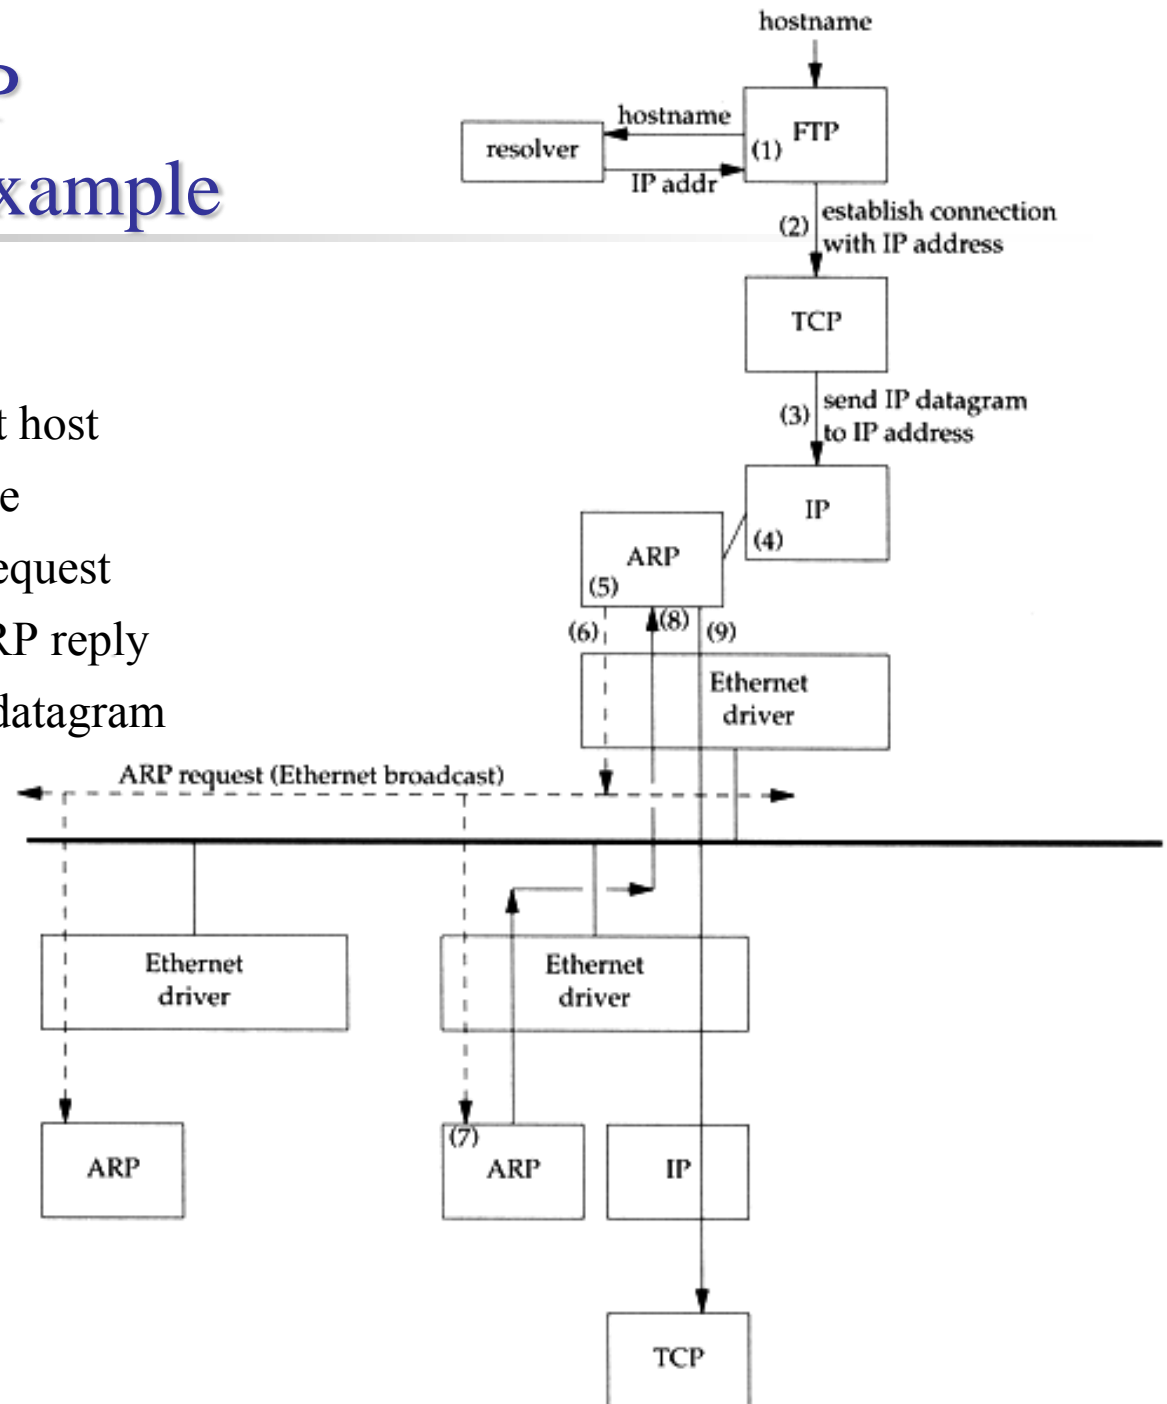 P
xample
t host
e
equest
RP reply
datagram
hostname
FTP
(1)
hostname
resolver
IP addr
(2)
establish connection
with IP address
TCP
(3)
send IP datagram
to IP address
IP
(4)
ARP
(5)
(6)
(8)
(9)
Ethernet
driver
ARP request (Ethernet broadcast)
Ethernet
driver
Ethernet
driver
ARP
(7)
ARP
IP
TCP